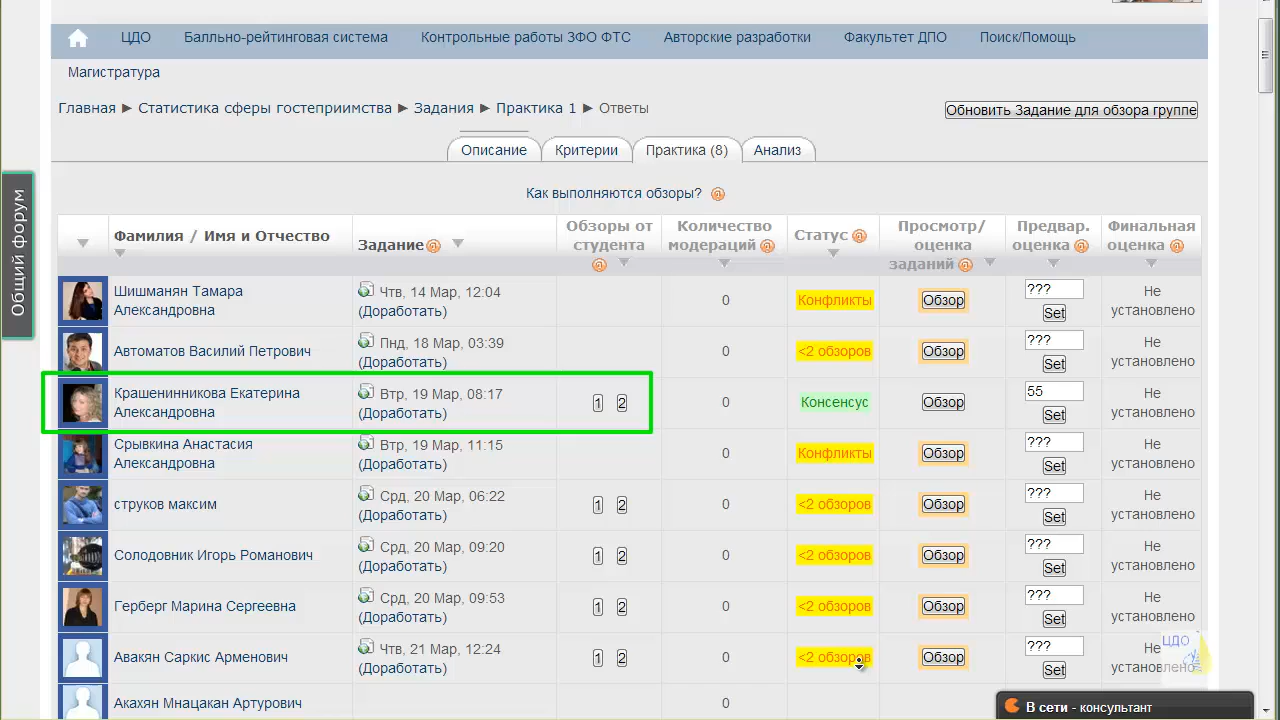 ЦДО Балльно-рейтинговая система Контрольные работы ЗФО ФТС Авторские разработки Факультет ДПО Поиск/Помощь
Магистратура
Главная ► Статистика сферы гостеприимства ► Задания ► Практика 1 ► Ответы
Обновить Задание для обзора группе
Описание Критерии Практика (8) Анализ
Общий форум
Как выполняются обзоры?
Фамилия / Имя и Отчество
Задание
Обзоры от
студента
Количество
модераций
Статус
Просмотр/
оценка
заданий
Предвар.
оценка
Финальная
оценка
Шишманян Тамара
Александровна
Чтв, 14 Мар, 12:04
(Доработать)
0
Конфликты
Обзор
???
Set
Не
установлено
Автоматов Василий Петрович
Пнд, 18 Мар, 03:39
(Доработать)
0
<2 обзоров
Обзор
???
Set
Не
установлено
Крашенинникова Екатерина
Александровна
Втр, 19 Мар, 08:17
(Доработать)
1 2
0
Консенсус
Обзор
55
Set
Не
установлено
Срывкина Анастасия
Александровна
Втр, 19 Мар, 11:15
(Доработать)
0
Конфликты
Обзор
???
Set
Не
установлено
струков максим
Срд, 20 Мар, 06:22
(Доработать)
1 2
0
<2 обзоров
Обзор
???
Set
Не
установлено
Солодовник Игорь Романович
Срд, 20 Мар, 09:20
(Доработать)
1 2
0
<2 обзоров
Обзор
???
Set
Не
установлено
Герберг Марина Сергеевна
Срд, 20 Мар, 09:53
(Доработать)
1 2
0
<2 обзоров
Обзор
???
Set
Не
установлено
Авакян Саркис Арменович
Чтв, 21 Мар, 12:24
(Доработать)
1 2
0
<2 обзоров
Обзор
???
Set
Не
установлено
ЦДО
Акахян Мнацакан Артурович
0
В сети - консультант